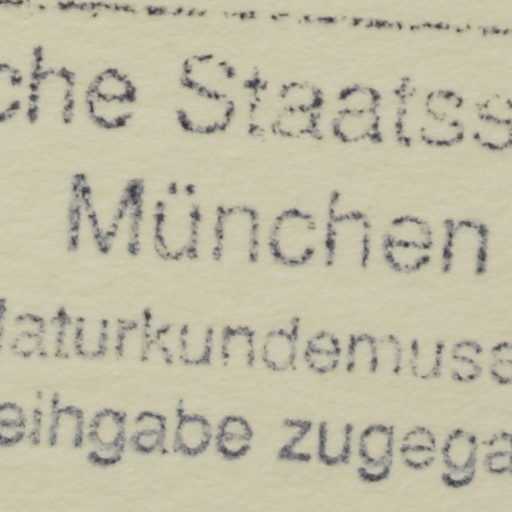 che Staatss
München
Naturkundemuse
eihgabe zugega